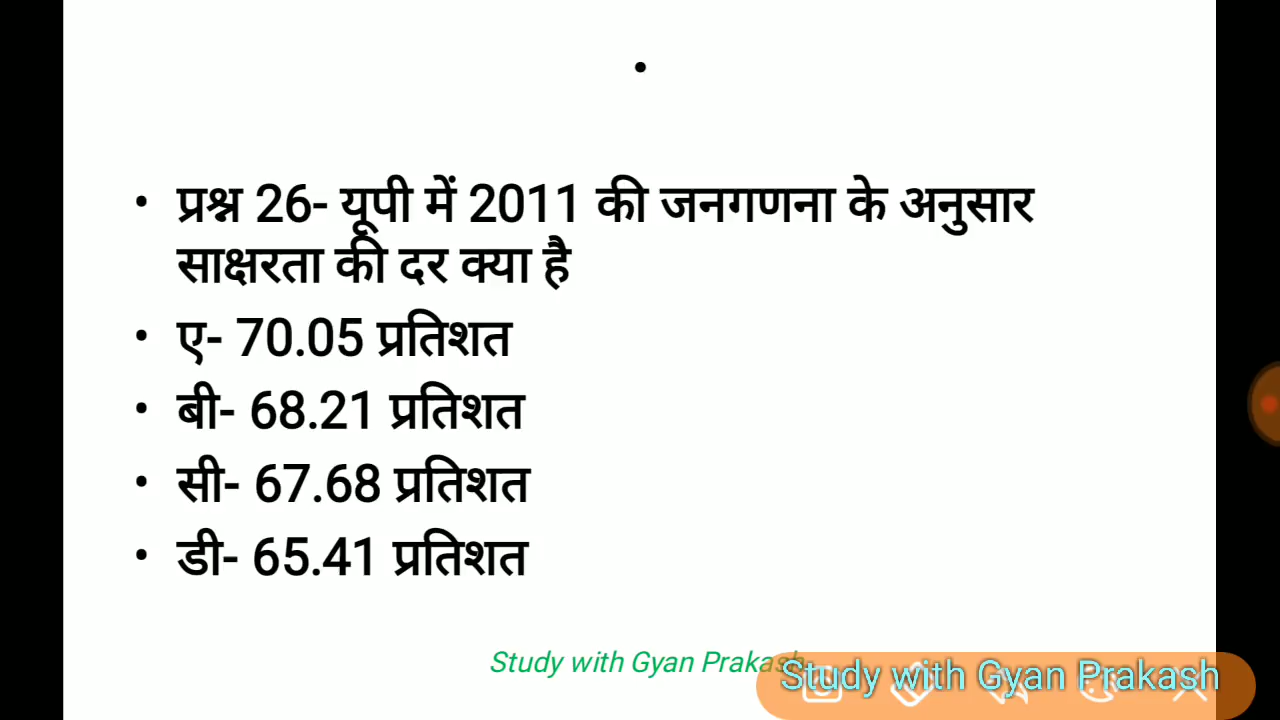 • प्रश्न 26- यूपी में 2011 की जनगणना के अनुसार
साक्षरता की दर क्या है
• ए- 70.05 प्रतिशत
• बी- 68.21 प्रतिशत
• सी- 67.68 प्रतिशत
• डी- 65.41 प्रतिशत
Study with Gyan Prakash
Study with Gyan Prakash